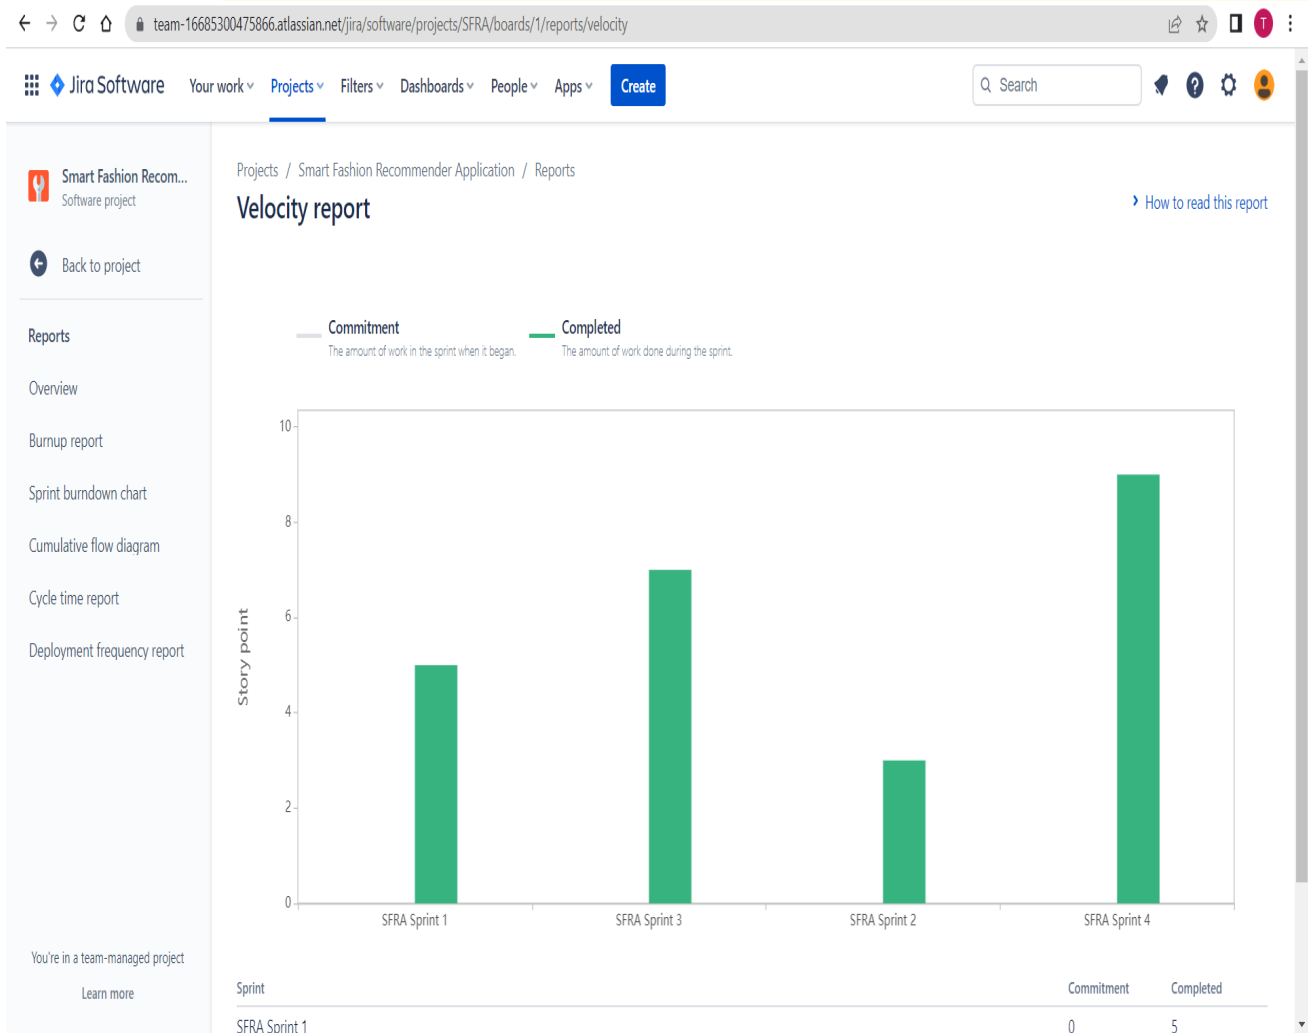 team-16685300475866.atlassian.net/jira/software/projects/SFRA/boards/1/reports/velocity
T
Jira Software Your work Projects Filters Dashboards People Apps Create Search
Smart Fashion Recom...
Software project
Back to project
Reports
Overview
Burnup report
Sprint burndown chart
Cumulative flow diagram
Cycle time report
Deployment frequency report
You're in a team-managed project
Learn more
Projects / Smart Fashion Recommender Application / Reports
Velocity report
How to read this report
Commitment
The amount of work in the sprint when it began.
Completed
The amount of work done during the sprint.
Story point
10
8
6
4
2
0
SFRA Sprint 1 SFRA Sprint 3 SFRA Sprint 2 SFRA Sprint 4
Sprint Commitment Completed
SFRA Sprint 1 0 5